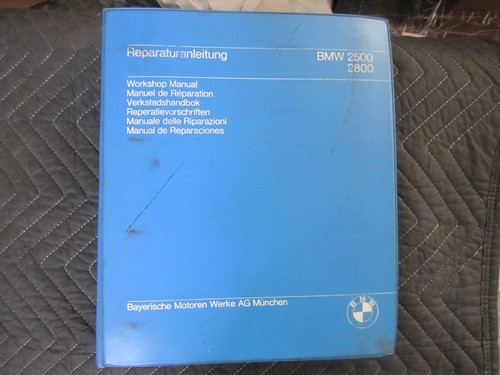 Reparaturanleitung BMW 2500
2800
Workshop Manual
Manuel de Réparation
Verkstadshandbok
Reperatievorschriften
Manuale delle Riparazioni
Manual de Reparaciones
Bayerische Motoren Werke AG München
BMW